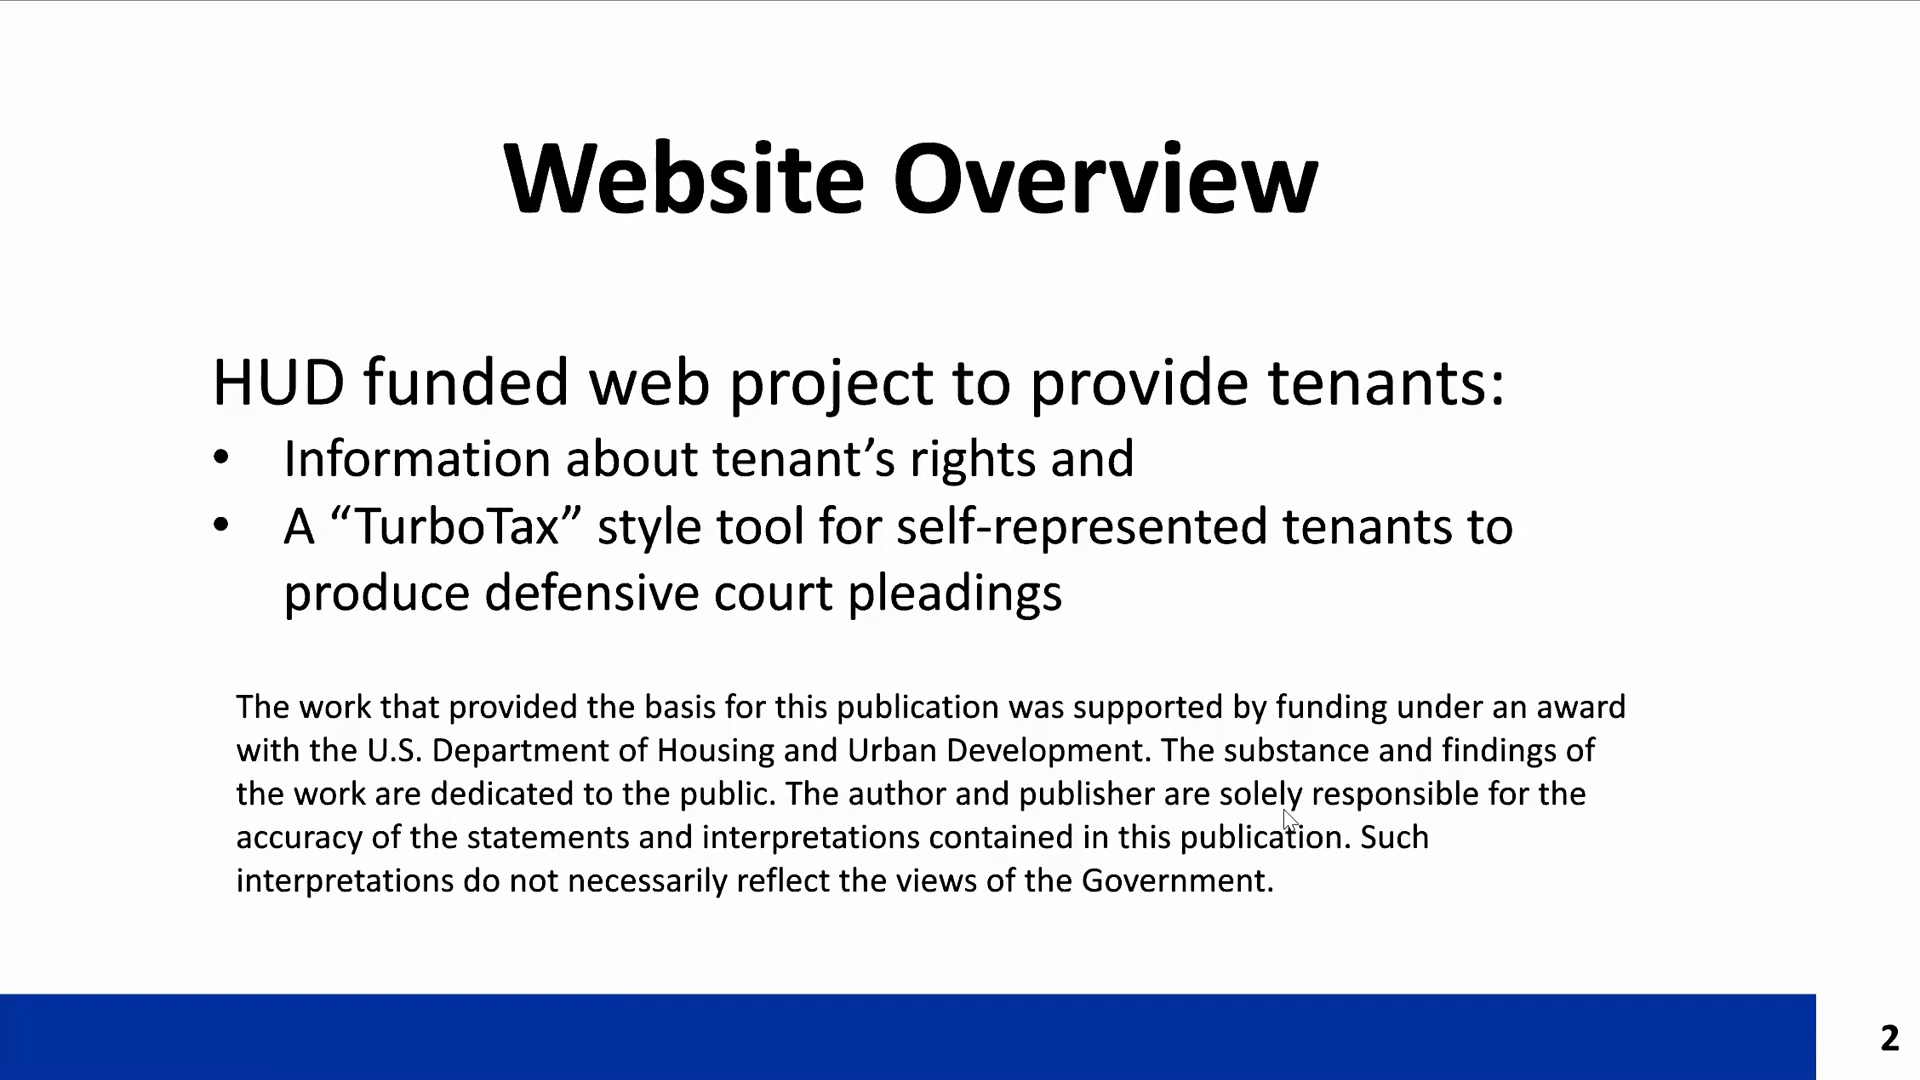 Website Overview
HUD funded web project to provide tenants:
• Information about tenant’s rights and
• A “TurboTax” style tool for self-represented tenants to
produce defensive court pleadings
The work that provided the basis for this publication was supported by funding under an award
with the U.S. Department of Housing and Urban Development. The substance and findings of
the work are dedicated to the public. The author and publisher are solely responsible for the
accuracy of the statements and interpretations contained in this publication. Such
interpretations do not necessarily reflect the views of the Government.
2